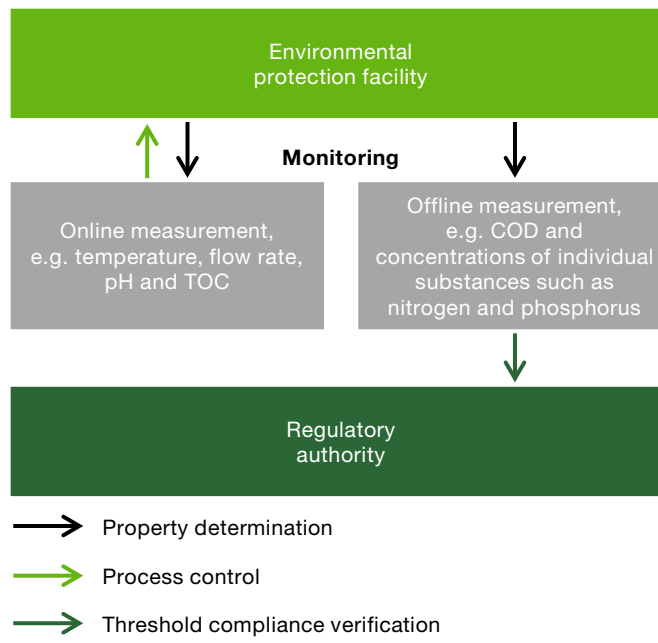 Environmental
protection facility
Monitoring
Online measurement,
e.g. temperature, flow rate,
pH and TOC
Offline measurement,
e.g. COD and
concentrations of individual
substances such as
nitrogen and phosphorus
Regulatory
authority
Property determination
Process control
Threshold compliance verification